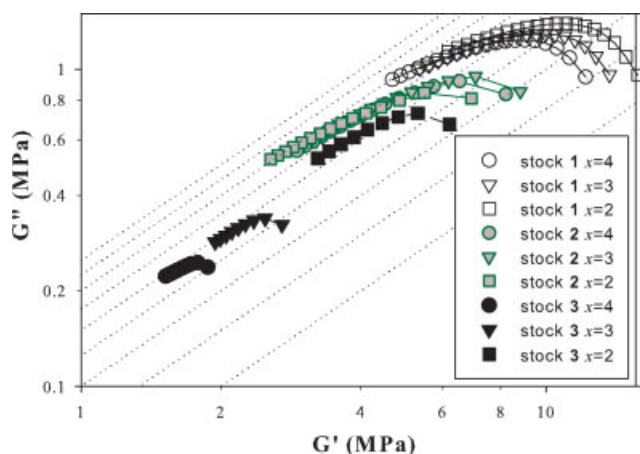 1
0.8
0.6
0.4
0.2
0.1
G" (MPa)
1 2 4 6 8 10
G' (MPa)
stock 1 x=4
stock 1 x=3
stock 1 x=2
stock 2 x=4
stock 2 x=3
stock 2 x=2
stock 3 x=4
stock 3 x=3
stock 3 x=2